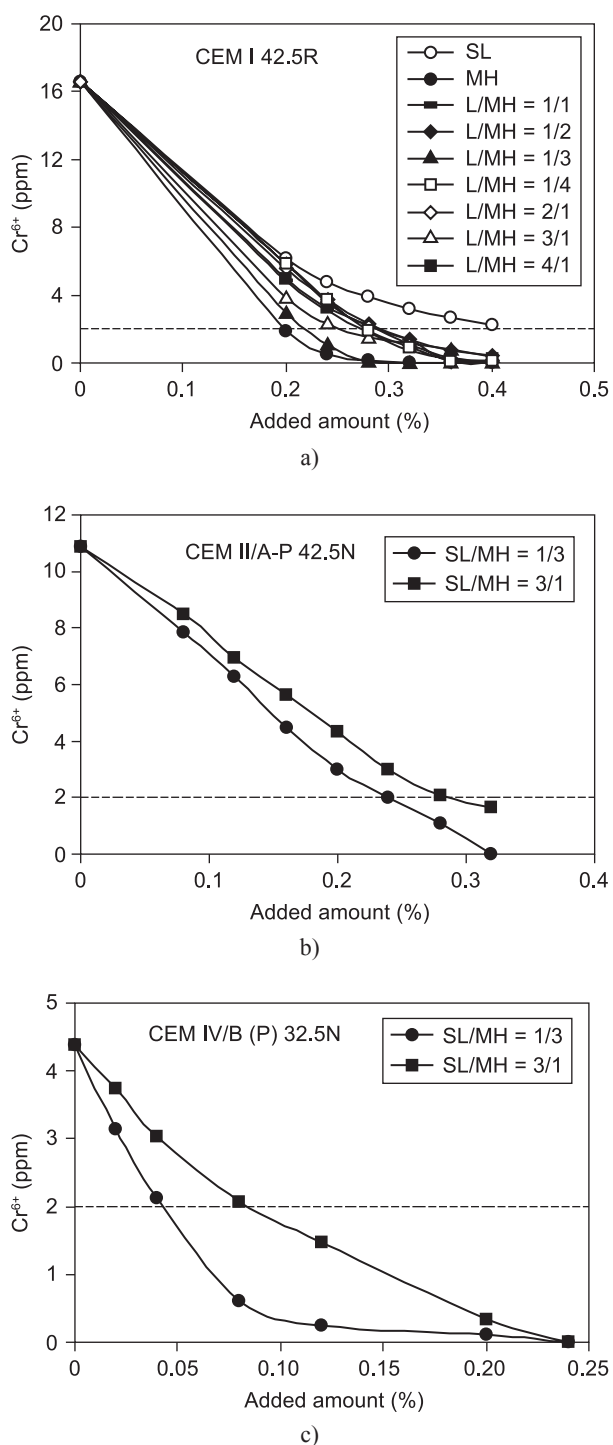 CEM I 42.5R
SL
MH
L/MH = 1/1
L/MH = 1/2
L/MH = 1/3
L/MH = 1/4
L/MH = 2/1
L/MH = 3/1
L/MH = 4/1
Cr6+ (ppm)
20
16
12
8
4
2
0
0 0.1 0.2 0.3 0.4 0.5
Added amount (%)
a)
CEM II/A-P 42.5N
SL/MH = 1/3
SL/MH = 3/1
Cr6+ (ppm)
12
10
8
6
4
2
0
0 0.1 0.2 0.3 0.4
Added amount (%)
b)
CEM IV/B (P) 32.5N
SL/MH = 1/3
SL/MH = 3/1
Cr6+ (ppm)
5
4
3
2
1
0
0 0.05 0.10 0.15 0.20 0.25
Added amount (%)
c)